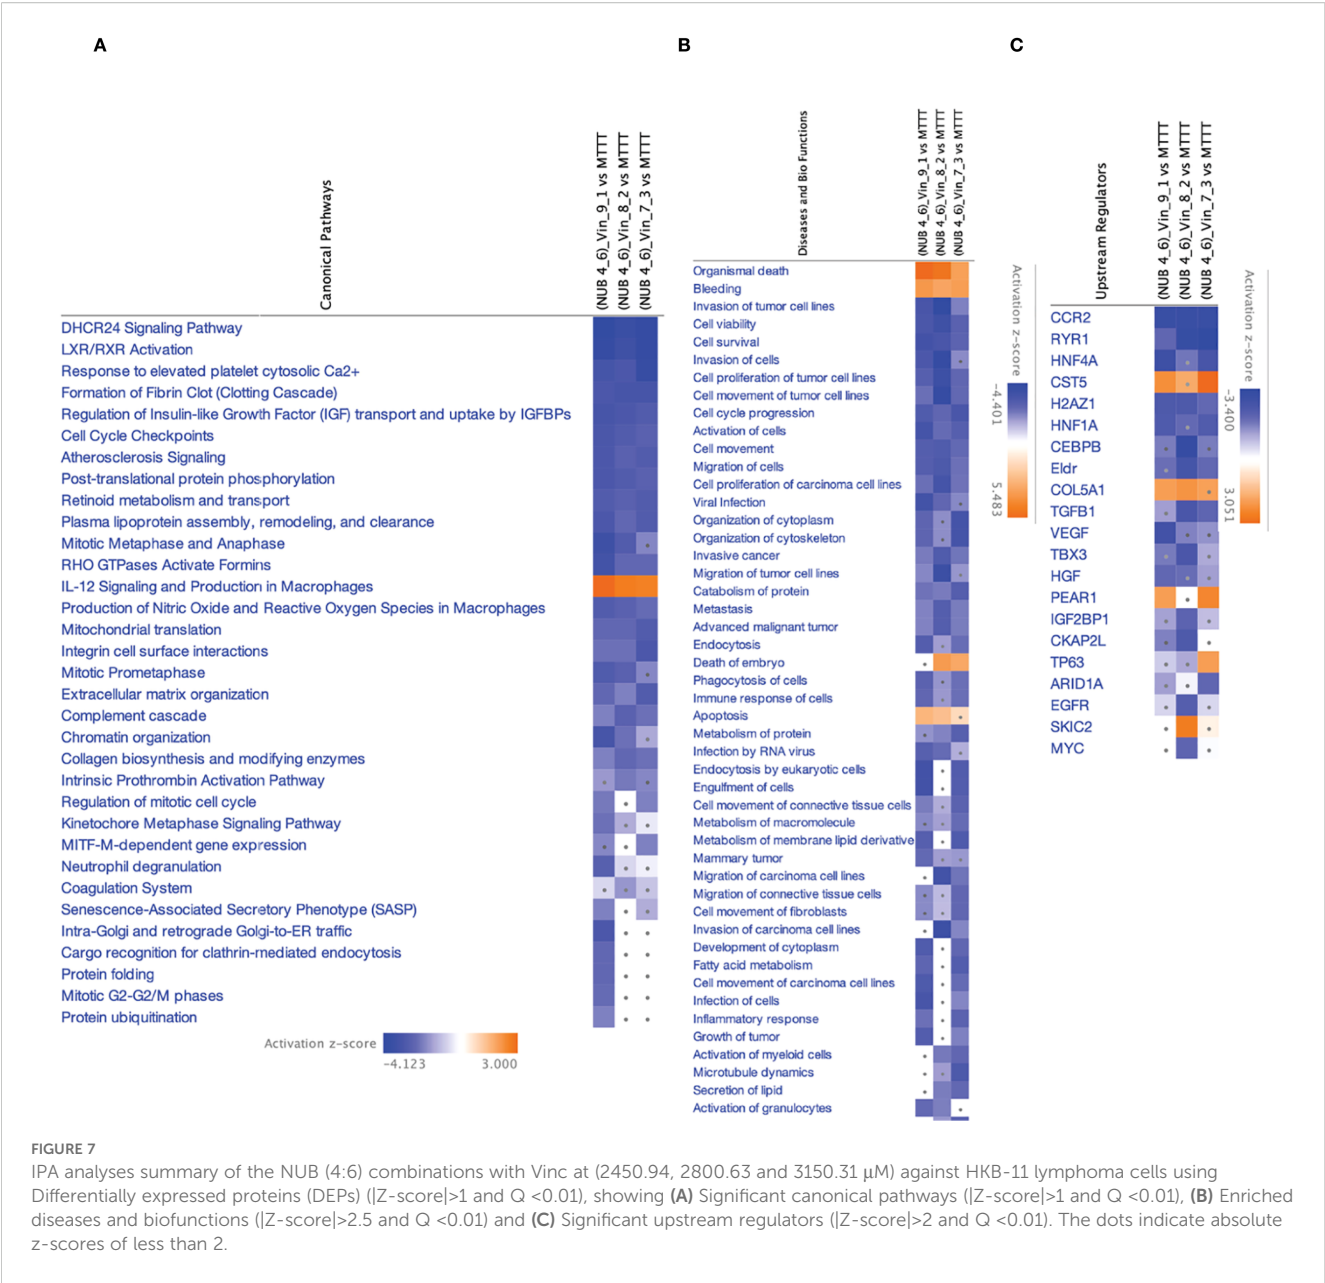 A
B
C
Canonical Pathways
(NUB 4_6)_Vin_9_1 vs MTTT
(NUB 4_6)_Vin_8_2 vs MTTT
(NUB 4_6)_Vin_7_3 vs MTTT
DHCR24 Signaling Pathway
LXR/RXR Activation
Response to elevated platelet cytosolic Ca2+
Formation of Fibrin Clot (Clotting Cascade)
Regulation of Insulin-like Growth Factor (IGF) transport and uptake by IGFBPs
Cell Cycle Checkpoints
Atherosclerosis Signaling
Post-translational protein phosphorylation
Retinoid metabolism and transport
Plasma lipoprotein assembly, remodeling, and clearance
Mitotic Metaphase and Anaphase
RHO GTPases Activate Formins
IL-12 Signaling and Production in Macrophages
Production of Nitric Oxide and Reactive Oxygen Species in Macrophages
Mitochondrial translation
Integrin cell surface interactions
Mitotic Prometaphase
Extracellular matrix organization
Complement cascade
Chromatin organization
Collagen biosynthesis and modifying enzymes
Intrinsic Prothrombin Activation Pathway
Regulation of mitotic cell cycle
Kinetochore Metaphase Signaling Pathway
MITF-M-dependent gene expression
Neutrophil degranulation
Coagulation System
Senescence-Associated Secretory Phenotype (SASP)
Intra-Golgi and retrograde Golgi-to-ER traffic
Cargo recognition for clathrin-mediated endocytosis
Protein folding
Mitotic G2-G2/M phases
Protein ubiquitination
Activation z-score
-4.123
3.000
Diseases and Bio Functions
(NUB 4_6)_Vin_9_1 vs MTTT
(NUB 4_6)_Vin_8_2 vs MTTT
(NUB 4_6)_Vin_7_3 vs MTTT
Organismal death
Bleeding
Invasion of tumor cell lines
Cell viability
Cell survival
Invasion of cells
Cell proliferation of tumor cell lines
Cell movement of tumor cell lines
Cell cycle progression
Activation of cells
Cell movement
Migration of cells
Cell proliferation of carcinoma cell lines
Viral Infection
Organization of cytoplasm
Organization of cytoskeleton
Invasive cancer
Migration of tumor cell lines
Catabolism of protein
Metastasis
Advanced malignant tumor
Endocytosis
Death of embryo
Phagocytosis of cells
Immune response of cells
Apoptosis
Metabolism of protein
Infection by RNA virus
Endocytosis by eukaryotic cells
Engulfment of cells
Cell movement of connective tissue cells
Metabolism of macromolecule
Metabolism of membrane lipid derivative
Mammary tumor
Migration of carcinoma cell lines
Migration of connective tissue cells
Cell movement of fibroblasts
Invasion of carcinoma cell lines
Development of cytoplasm
Fatty acid metabolism
Cell movement of carcinoma cell lines
Infection of cells
Inflammatory response
Growth of tumor
Activation of myeloid cells
Microtubule dynamics
Secretion of lipid
Activation of granulocytes
Activation z-score
-4.401
5.483
Upstream Regulators
(NUB 4_6)_Vin_9_1 vs MTTT
(NUB 4_6)_Vin_8_2 vs MTTT
(NUB 4_6)_Vin_7_3 vs MTTT
CCR2
RYR1
HNF4A
CST5
H2AZ1
HNF1A
CEBPB
Eldr
COL5A1
TGFB1
VEGF
TBX3
HGF
PEAR1
IGF2BP1
CKAP2L
TP63
ARID1A
EGFR
SKIC2
MYC
Activation z-score
-3.400
3.051
FIGURE 7
IPA analyses summary of the NUB (4:6) combinations with Vinc at (2450.94, 2800.63 and 3150.31 μM) against HKB-11 lymphoma cells using
Differentially expressed proteins (DEPs) (|Z-score|>1 and Q <0.01), showing (A) Significant canonical pathways (|Z-score|>1 and Q <0.01), (B) Enriched
diseases and biofunctions (|Z-score|>2.5 and Q <0.01) and (C) Significant upstream regulators (|Z-score|>2 and Q <0.01). The dots indicate absolute
z-scores of less than 2.